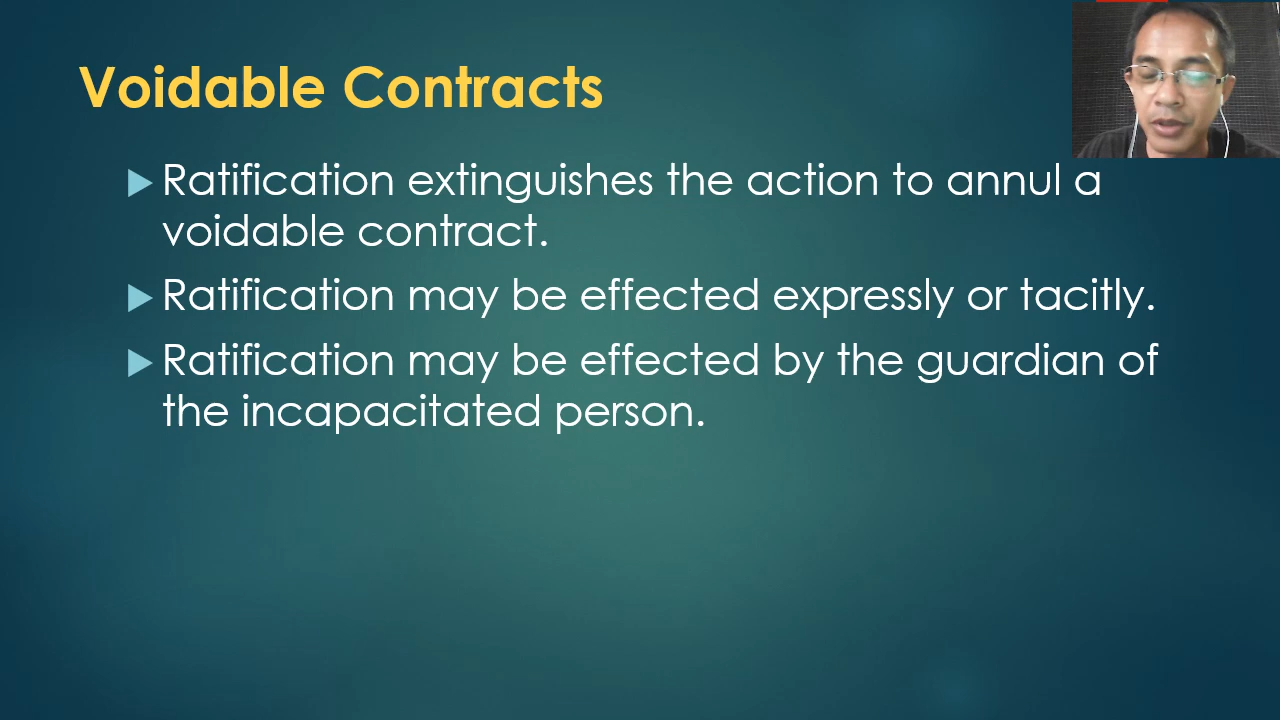 Voidable Contracts
Ratification extinguishes the action to annul a
voidable contract.
Ratification may be effected expressly or tacitly.
Ratification may be effected by the guardian of
the incapacitated person.